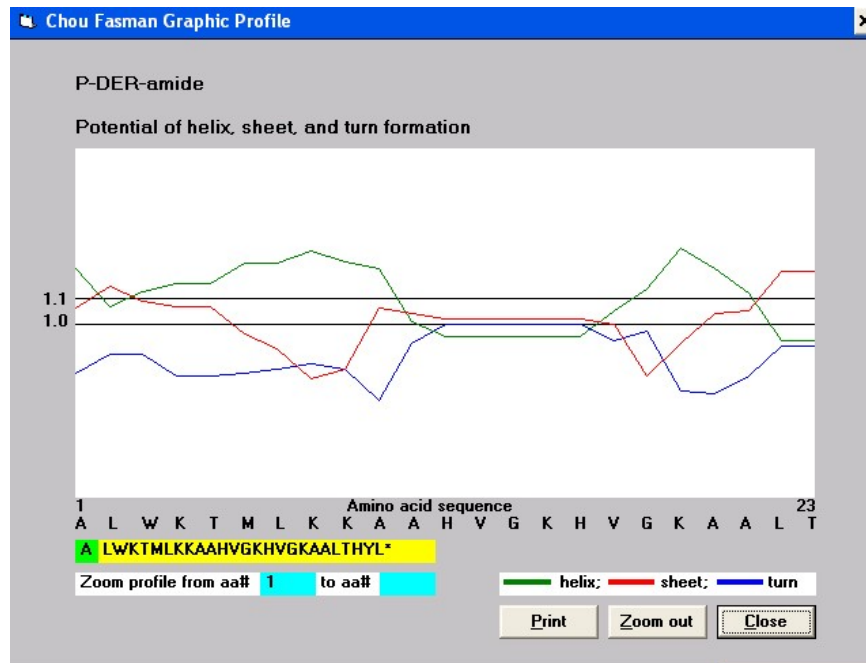 Chou Fasman Graphic Profile
P-DER-amide
Potential of helix, sheet, and turn formation
1.1
1.0
1 Amino acid sequence 23
A L W K T M L K K A A H V G K H V G K A A L T
A LWKTMLKKAAHVGKHVGKAALTHYL*
Zoom profile from aa# 1 to aa#
helix; sheet; turn
Print Zoom out Close